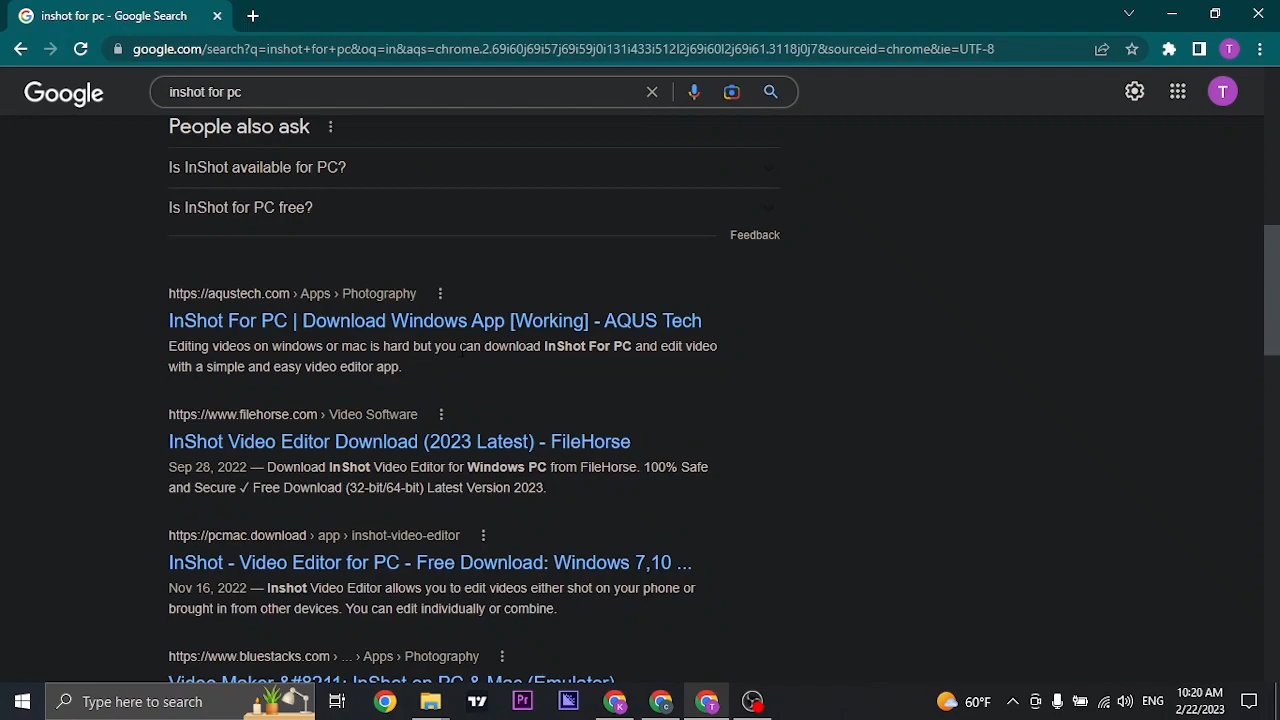 inshot for pc - Google Search
google.com/search?q=inshot+for+pc&oq=in&aqs=chrome.2.69i60j69i57j69i59j0i131i433i512l2j69i60l2j69i61.3118j0j7&sourceid=chrome&ie=UTF-8
T
Google
inshot for pc
T
People also ask
Is InShot available for PC?
Is InShot for PC free?
Feedback
https://aqustech.com › Apps › Photography
InShot For PC | Download Windows App [Working] - AQUS Tech
Editing videos on windows or mac is hard but you can download InShot For PC and edit video
with a simple and easy video editor app.
https://www.filehorse.com › Video Software
InShot Video Editor Download (2023 Latest) - FileHorse
Sep 28, 2022 — Download InShot Video Editor for Windows PC from FileHorse. 100% Safe
and Secure ✓ Free Download (32-bit/64-bit) Latest Version 2023.
https://pcmac.download › app › inshot-video-editor
InShot - Video Editor for PC - Free Download: Windows 7,10 ...
Nov 16, 2022 — Inshot Video Editor allows you to edit videos either shot on your phone or
brought in from other devices. You can edit individually or combine.
https://www.bluestacks.com › ... › Apps › Photography
Video Maker &#8211; InShot on PC & Mac (Emulator)
Type here to search
Pr
K
C
T
60°F
ENG
10:20 AM
2/22/2023